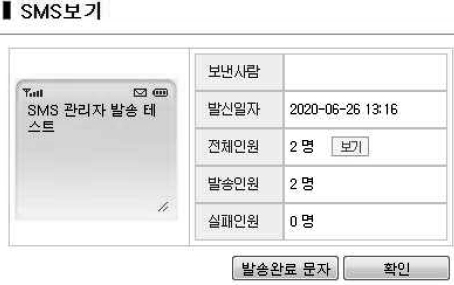 SMS보기
SMS 관리자 발송 테
스트
보낸사람
발신일자 2020-06-26 13:16
전체인원 2 명 보기
발송인원 2 명
실패인원 0 명
발송완료 문자 확인